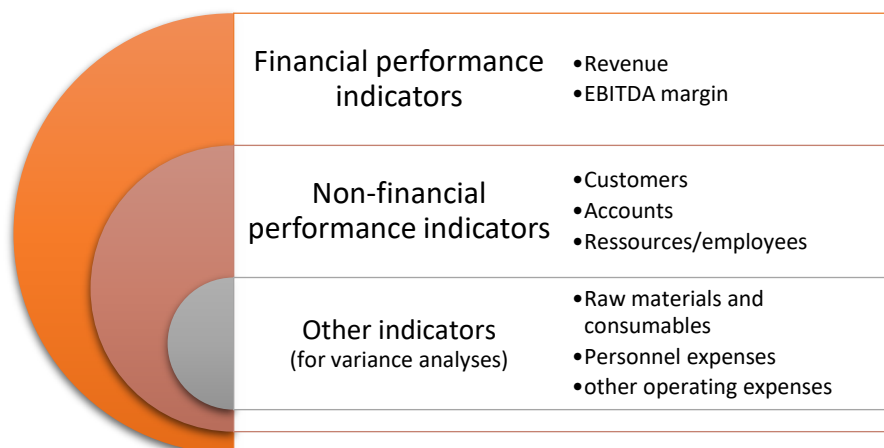 Financial performance
indicators
•Revenue
•EBITDA margin
Non-financial
performance indicators
•Customers
•Accounts
•Ressources/employees
Other indicators
(for variance analyses)
•Raw materials and
consumables
•Personnel expenses
•other operating expenses